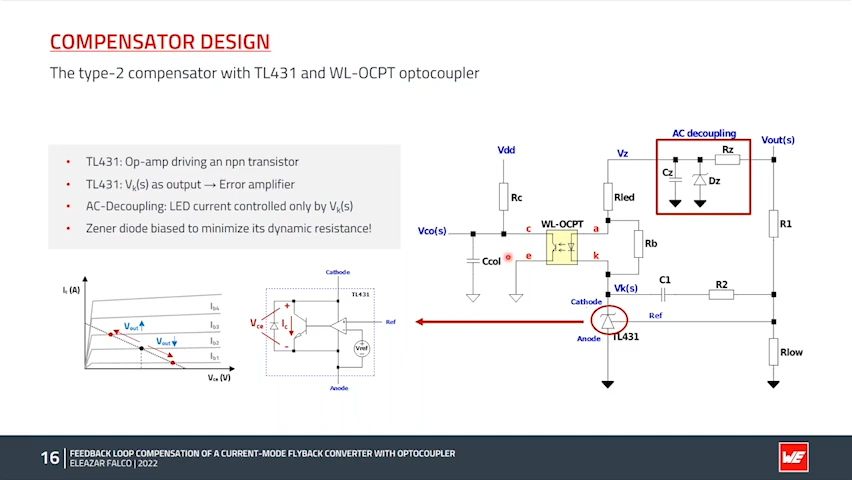 COMPENSATOR DESIGN
The type-2 compensator with TL431 and WL-OCPT optocoupler
• TL431: Op-amp driving an npn transistor
• TL431: Vk(s) as output → Error amplifier
• AC-Decoupling: LED current controlled only by Vk(s)
• Zener diode biased to minimize its dynamic resistance!
AC decoupling
Vdd
Vz
Rz
Vout(s)
Cz
Dz
Rc
Rled
WL-OCPT
R1
Vco(s)
c
a
Rb
e
k
Ccol
Vk(s)
C1
R2
Cathode
Ref
Anode
TL431
Rlow
Ic (A)
Vout ↑
Vout ↓
Ib4
Ib3
Ib2
Ib1
Vce (V)
Cathode
TL431
+
Vce
Ic
-
Ref
Vref
Anode
16
FEEDBACK LOOP COMPENSATION OF A CURRENT-MODE FLYBACK CONVERTER WITH OPTOCOUPLER
ELEAZAR FALCO | 2022
WE